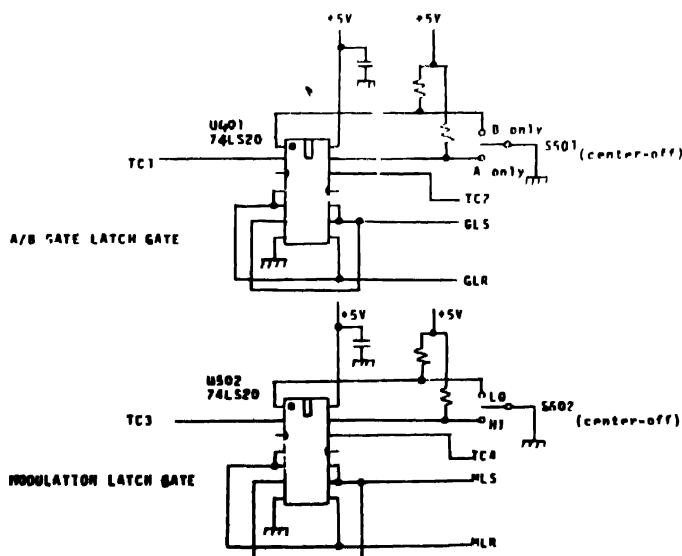 +5V
+5V
U401
74LS20
B only
S501
(center-off)
A only
TC1
TC2
GLS
A/B GATE LATCH GATE
GLR
+5V
+5V
U502
74LS20
LO
S502
(center-off)
HI
TC3
TC4
MODULATION LATCH GATE
MLS
MLR